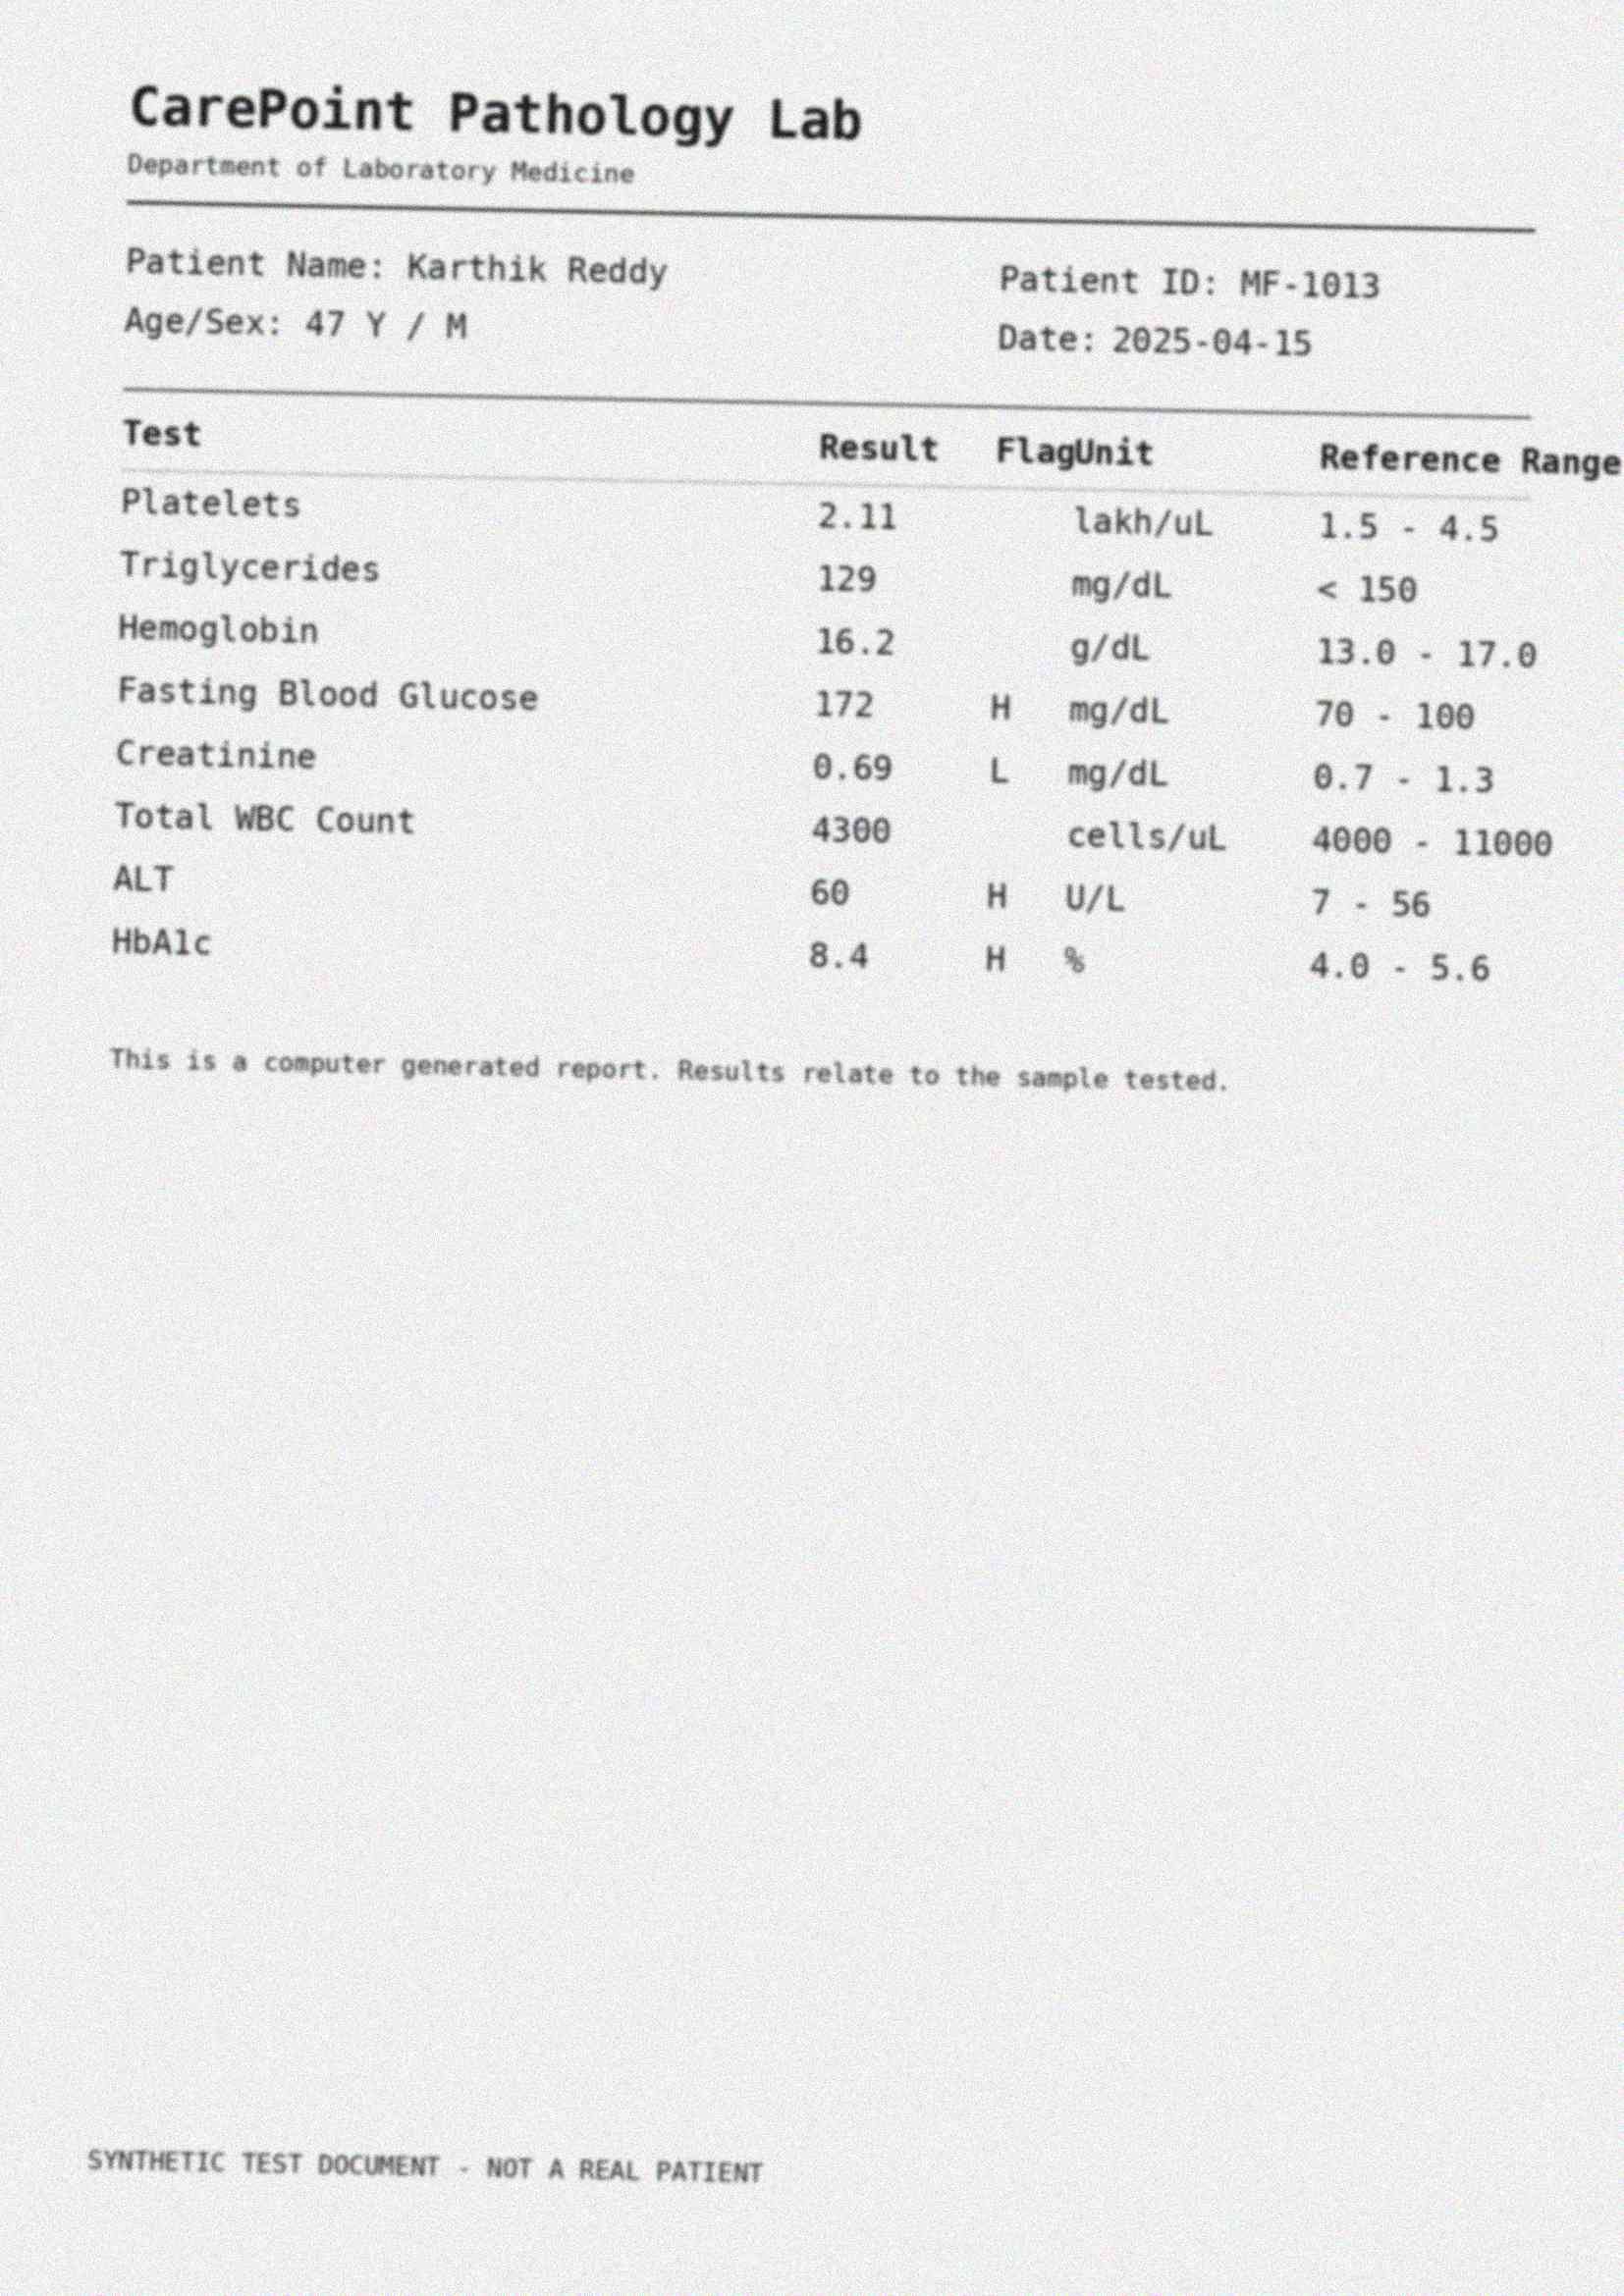 CarePoint Pathology Lab
Department of Laboratory Medicine
Patient Name: Karthik Reddy Patient ID: MF-1013
Age/Sex: 47 Y / M Date: 2025-04-15
Test Result Flag Unit Reference Range
Platelets 2.11 lakh/uL 1.5 - 4.5
Triglycerides 129 mg/dL < 150
Hemoglobin 16.2 g/dL 13.0 - 17.0
Fasting Blood Glucose 172 H mg/dL 70 - 100
Creatinine 0.69 L mg/dL 0.7 - 1.3
Total WBC Count 4300 cells/uL 4000 - 11000
ALT 60 H U/L 7 - 56
HbA1c 8.4 H % 4.0 - 5.6
This is a computer generated report. Results relate to the sample tested.
SYNTHETIC TEST DOCUMENT - NOT A REAL PATIENT